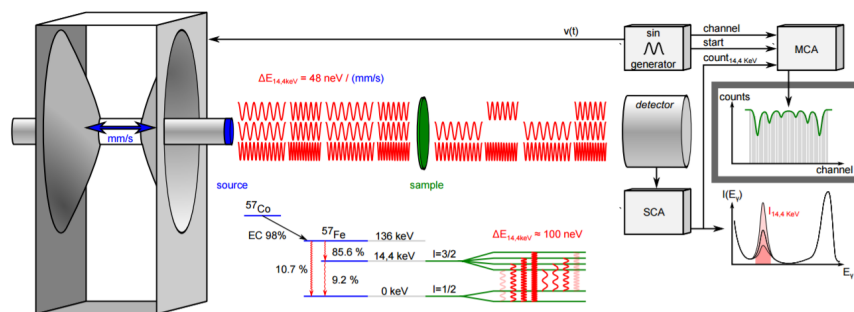 v(t)
sin
generator
channel
start
count14,4 KeV
MCA
ΔE14,4keV = 48 neV / (mm/s)
mm/s
source
sample
detector
SCA
counts
channel
57Co
EC 98%
57Fe
136 keV
85.6 %
14,4 keV
I=3/2
10.7 %
9.2 %
0 keV
I=1/2
ΔE14,4keV ≈ 100 neV
I(Eγ)
I14,4 KeV
Eγ